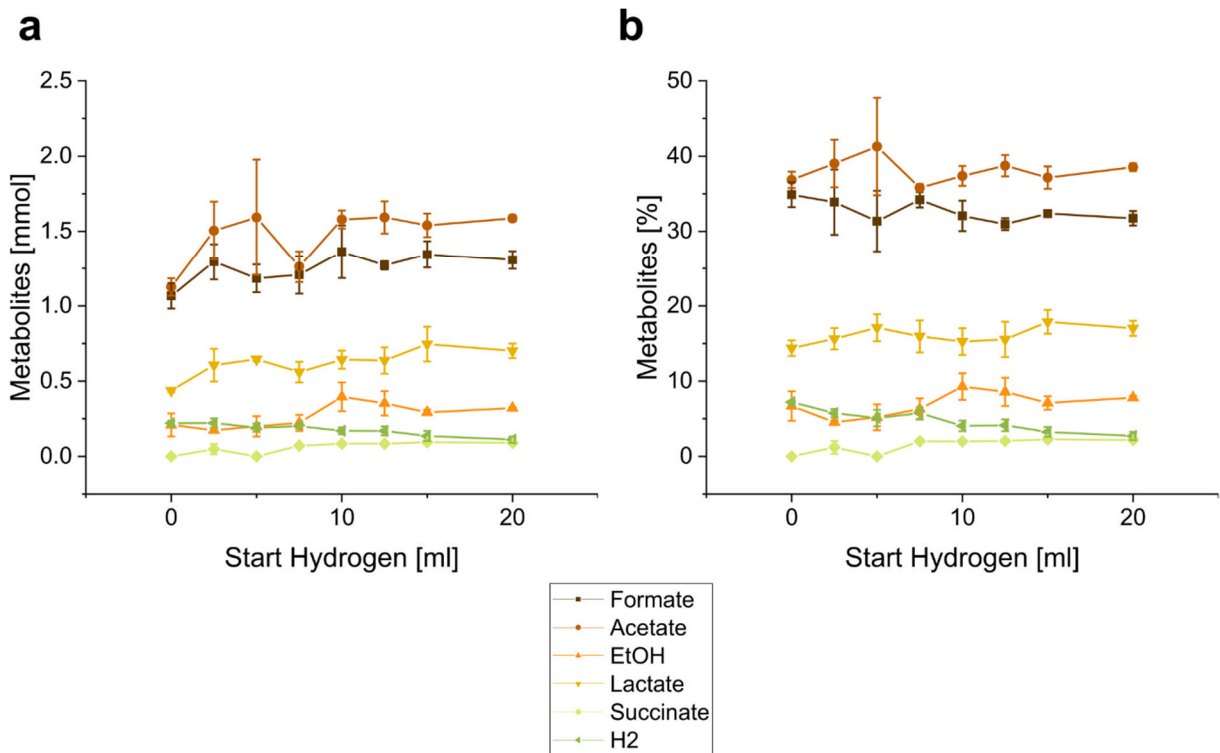 a
2.5
2.0
1.5
1.0
0.5
0.0
Metabolites [mmol]
0
10
20
Start Hydrogen [ml]
b
50
40
30
20
10
0
Metabolites [%]
0
10
20
Start Hydrogen [ml]
Formate
Acetate
EtOH
Lactate
Succinate
H2